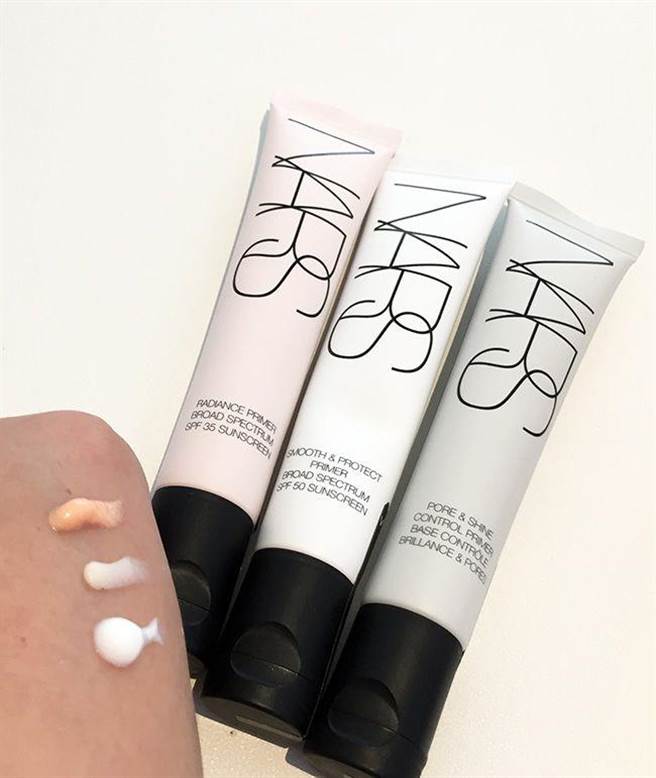 NARS
RADIANCE PRIMER
BROAD SPECTRUM
SPF 35 SUNSCREEN
NARS
SMOOTH & PROTECT
PRIMER
BROAD SPECTRUM
SPF 50 SUNSCREEN
NARS
PORE & SHINE
CONTROL PRIMER
BASE CONTRÔLE
BRILLANCE & PORES